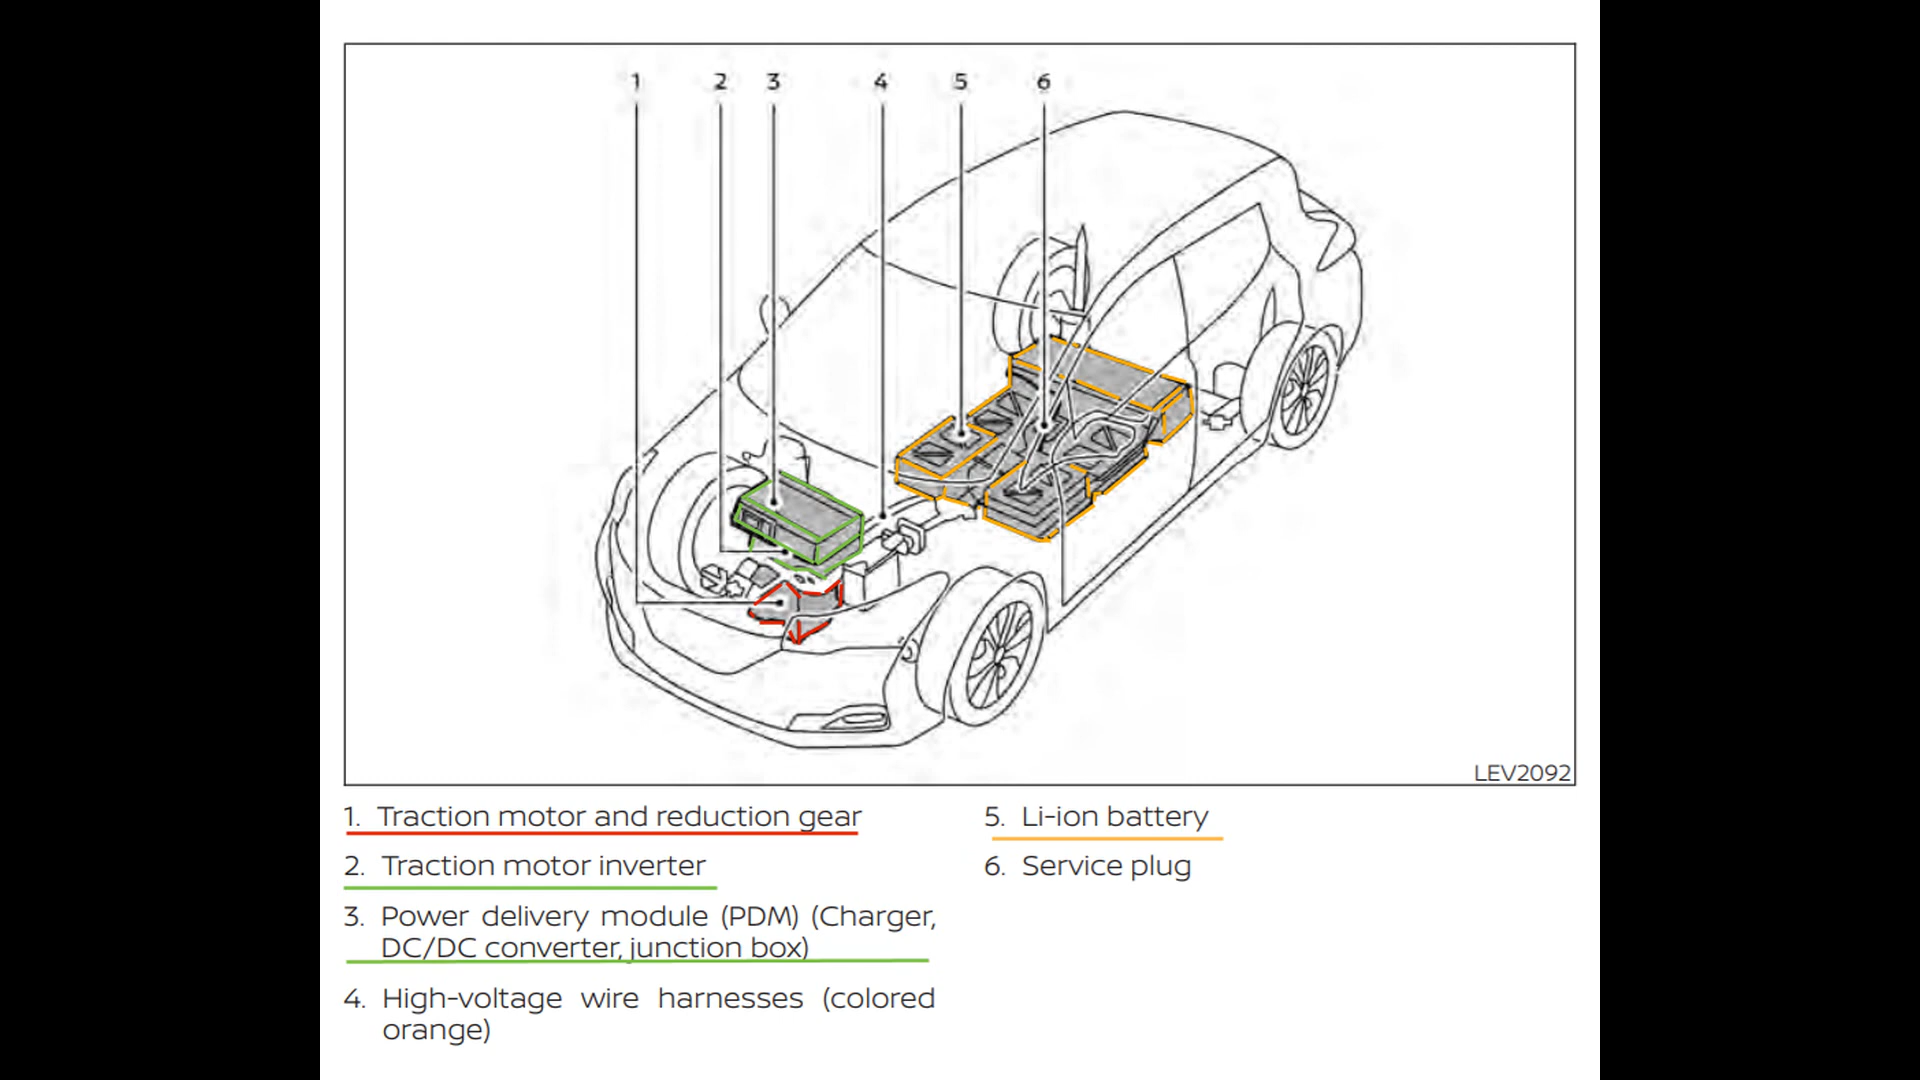 1 2 3 4 5 6
LEV2092
1. Traction motor and reduction gear
2. Traction motor inverter
3. Power delivery module (PDM) (Charger,
DC/DC converter, junction box)
4. High-voltage wire harnesses (colored
orange)
5. Li-ion battery
6. Service plug